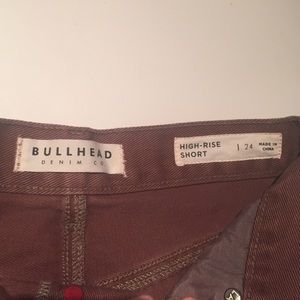 BULLHEAD
DENIM CO.
HIGH-RISE
SHORT
24
MADE IN
CHINA